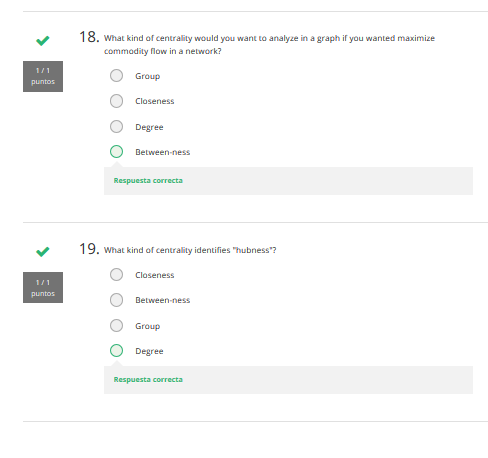 18. What kind of centrality would you want to analyze in a graph if you wanted maximize
commodity flow in a network?
1 / 1
puntos
Group
Closeness
Degree
Between-ness
Respuesta correcta
19. What kind of centrality identifies "hubness"?
1 / 1
puntos
Closeness
Between-ness
Group
Degree
Respuesta correcta